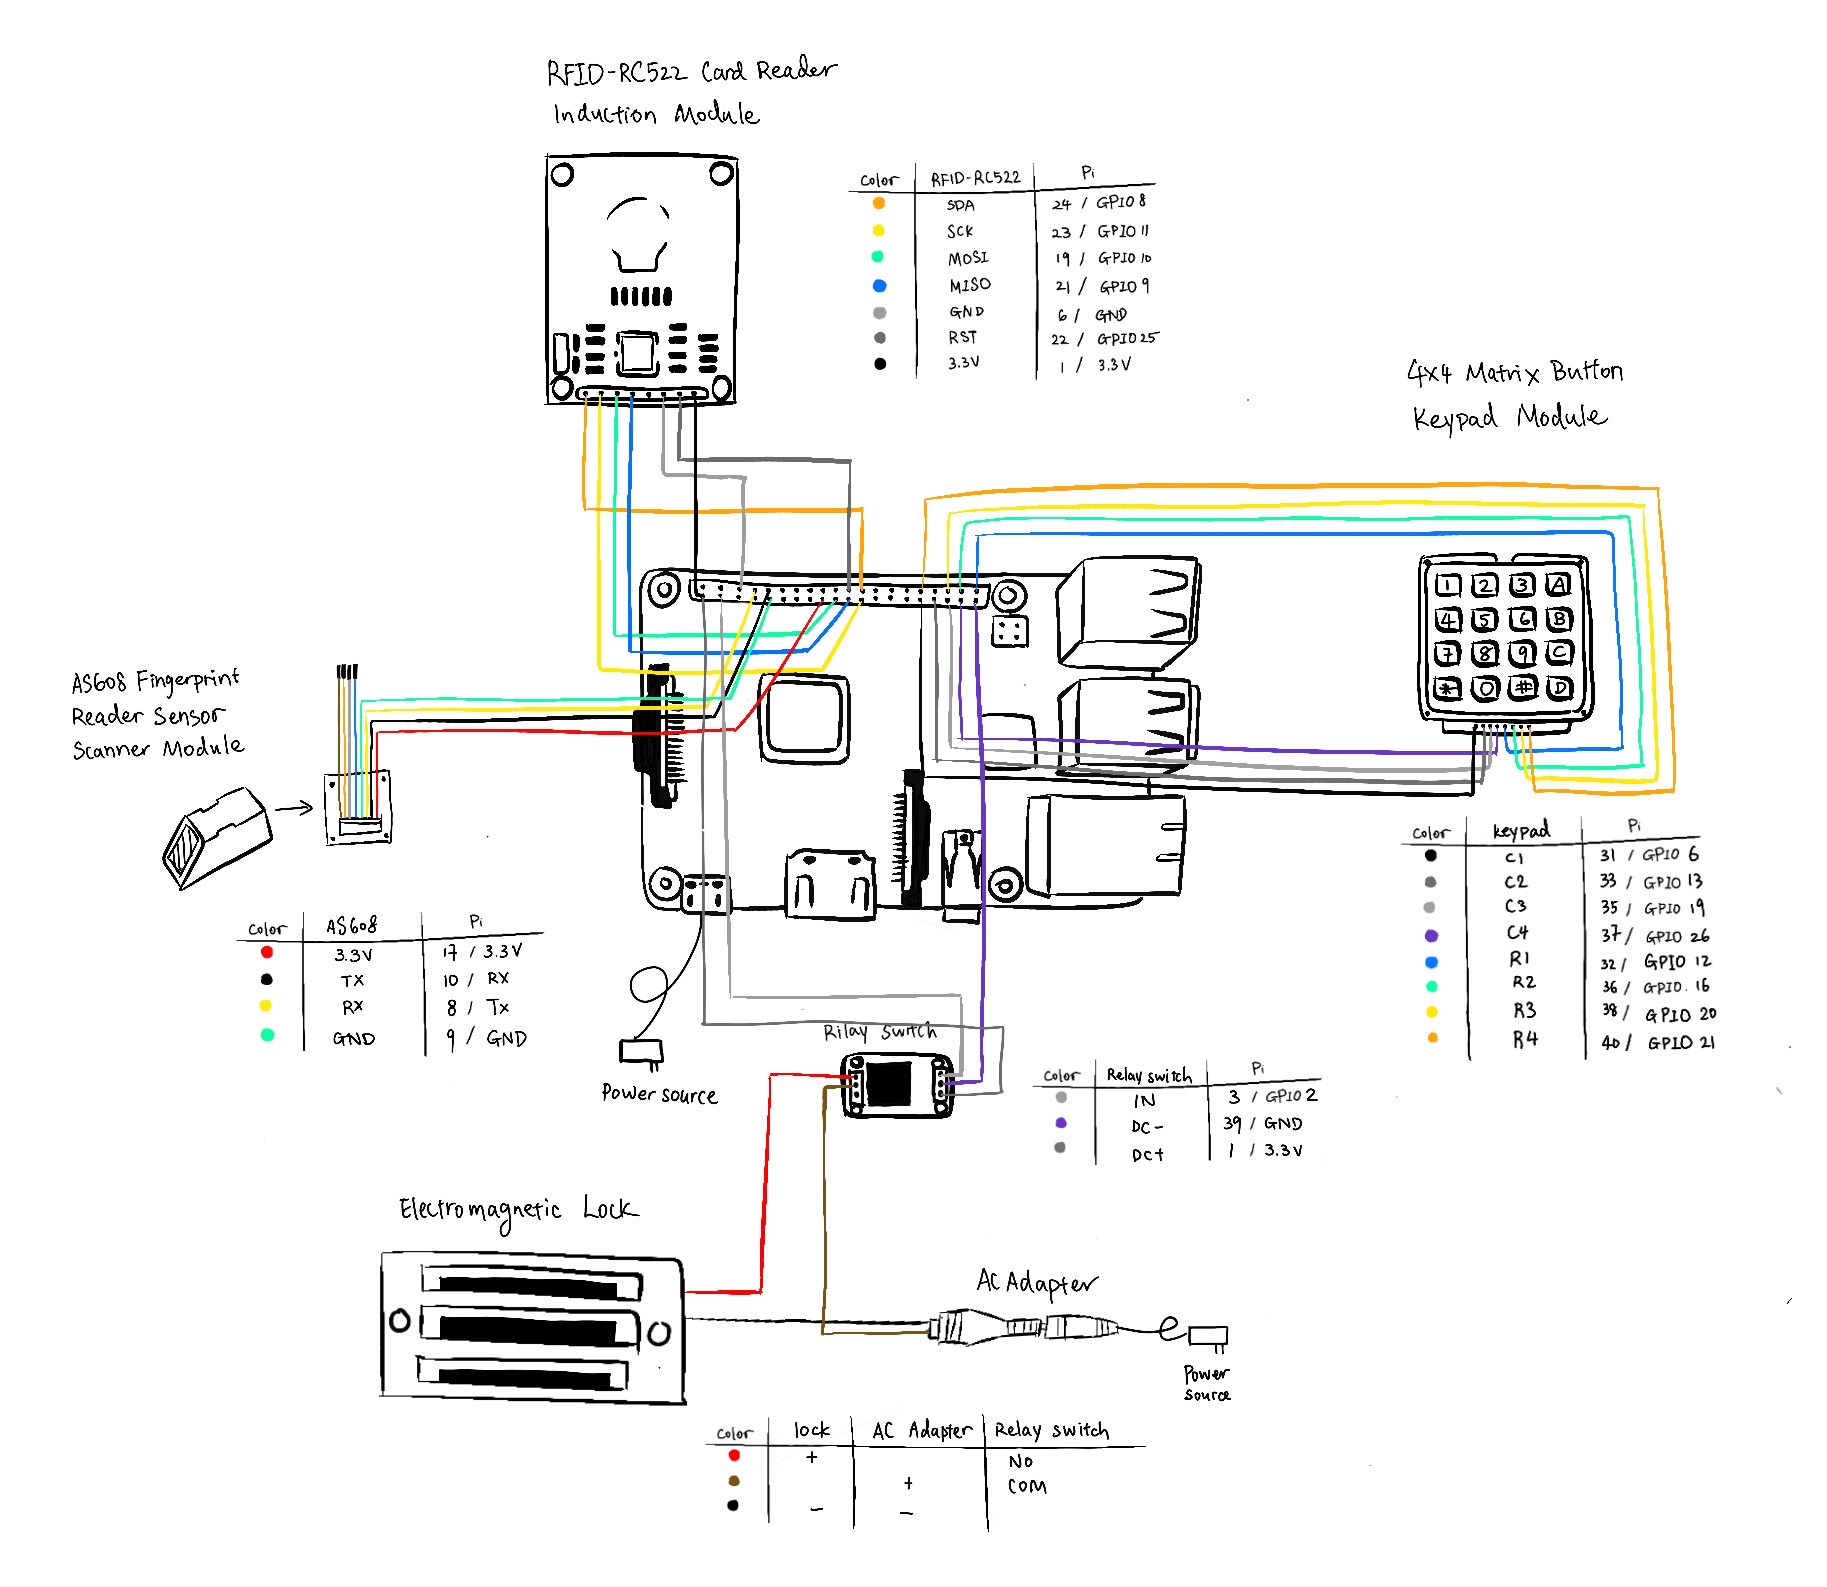 RFID-RC522 Card Reader
Induction Module
Color RFID-RC522 Pi
SDA 24 / GPIO 8
SCK 23 / GPIO 11
MOSI 19 / GPIO 10
MISO 21 / GPIO 9
GND 6 / GND
RST 22 / GPIO 25
3.3V 1 / 3.3V
4x4 Matrix Button
Keypad Module
1 2 3 A
4 5 6 B
7 8 9 C
* 0 # D
AS608 Fingerprint
Reader Sensor
Scanner Module
Color keypad Pi
C1 31 / GPIO 6
C2 33 / GPIO 13
C3 35 / GPIO 19
C4 37 / GPIO 26
R1 32 / GPIO 12
R2 36 / GPIO. 16
R3 38 / GPIO 20
R4 40 / GPIO 21
Color AS608 Pi
3.3V 17 / 3.3V
TX 10 / RX
RX 8 / Tx
GND 9 / GND
Rilay Switch
Power source
Color Relay switch Pi
IN 3 / GPIO 2
DC- 39 / GND
DC+ 1 / 3.3V
Electromagnetic Lock
AC Adapter
Power
source
Color lock AC Adapter Relay switch
+ NO
+ COM
- -